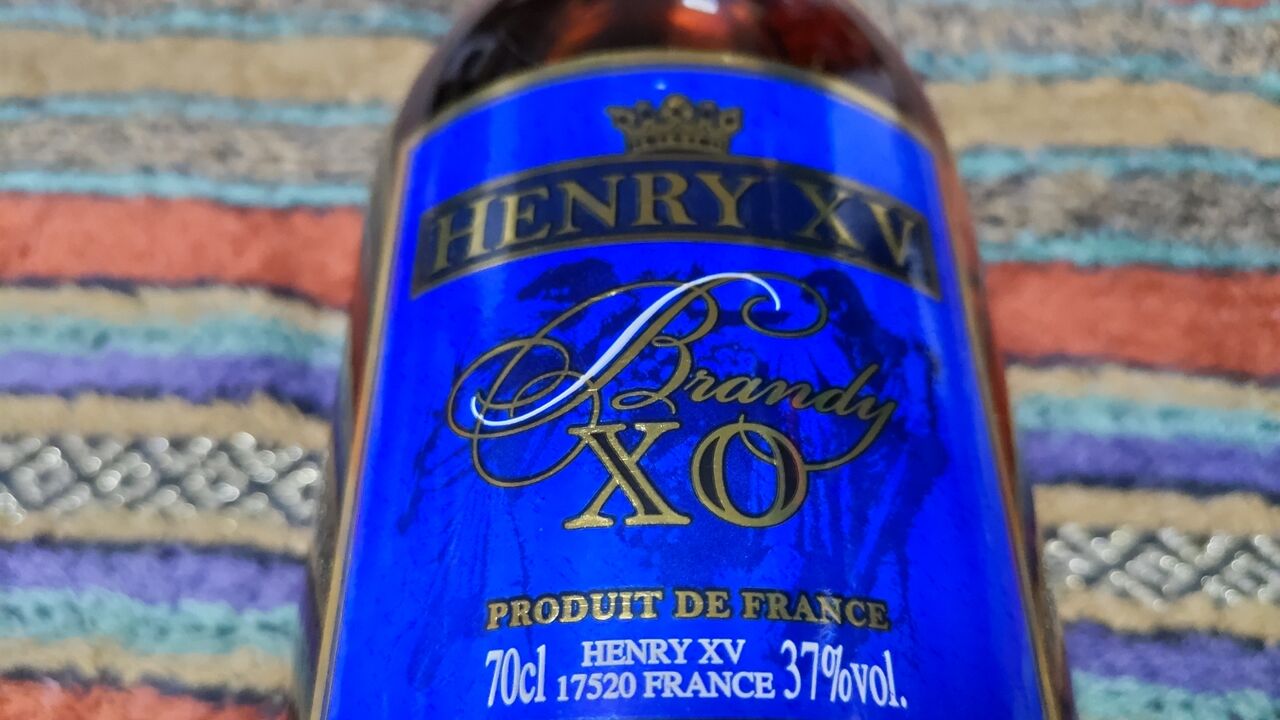 HENRY XV
Brandy
XO
PRODUIT DE FRANCE
70cl HENRY XV 37%vol.
17520 FRANCE